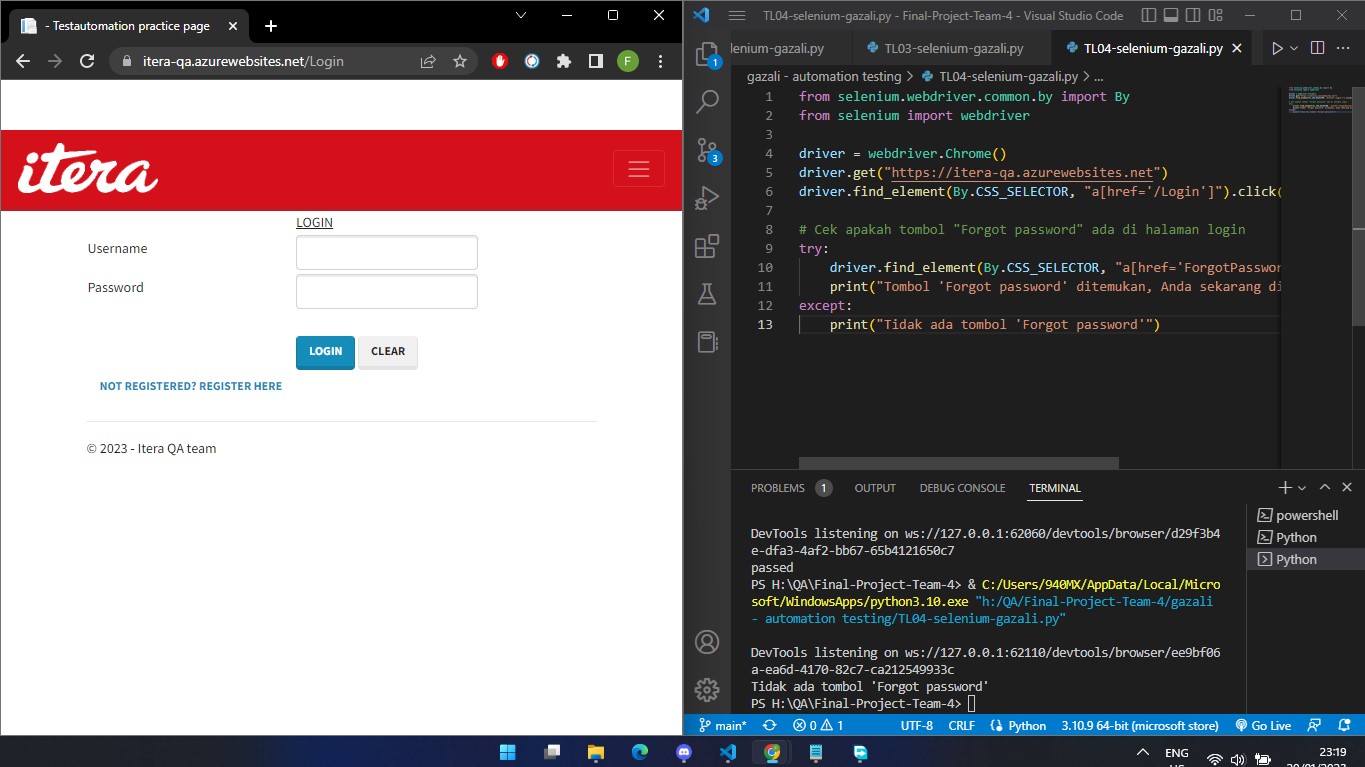 - Testautomation practice page
itera-qa.azurewebsites.net/Login
F
itera
LOGIN
Username
Password
LOGIN CLEAR
NOT REGISTERED? REGISTER HERE
© 2023 - Itera QA team
TL04-selenium-gazali.py - Final-Project-Team-4 - Visual Studio Code
lenium-gazali.py TL03-selenium-gazali.py TL04-selenium-gazali.py
gazali - automation testing > TL04-selenium-gazali.py > ...
1
3
1 from selenium.webdriver.common.by import By
2 from selenium import webdriver
3
4 driver = webdriver.Chrome()
5 driver.get("https://itera-qa.azurewebsites.net")
6 driver.find_element(By.CSS_SELECTOR, "a[href='/Login']").click(
7
8 # Cek apakah tombol "Forgot password" ada di halaman login
9 try:
10 driver.find_element(By.CSS_SELECTOR, "a[href='ForgotPasswor
11 print("Tombol 'Forgot password' ditemukan, Anda sekarang di
12 except:
13 print("Tidak ada tombol 'Forgot password'")
PROBLEMS 1 OUTPUT DEBUG CONSOLE TERMINAL
DevTools listening on ws://127.0.0.1:62060/devtools/browser/d29f3b4
e-dfa3-4af2-bb67-65b4121650c7
passed
PS H:\QA\Final-Project-Team-4> & C:/Users/940MX/AppData/Local/Micro
soft/WindowsApps/python3.10.exe "h:/QA/Final-Project-Team-4/gazali
- automation testing/TL04-selenium-gazali.py"
DevTools listening on ws://127.0.0.1:62110/devtools/browser/ee9bf06
a-ea6d-4170-82c7-ca212549933c
Tidak ada tombol 'Forgot password'
PS H:\QA\Final-Project-Team-4>
powershell
Python
Python
main* 0 1 UTF-8 CRLF Python 3.10.9 64-bit (microsoft store) Go Live
ENG
23:19